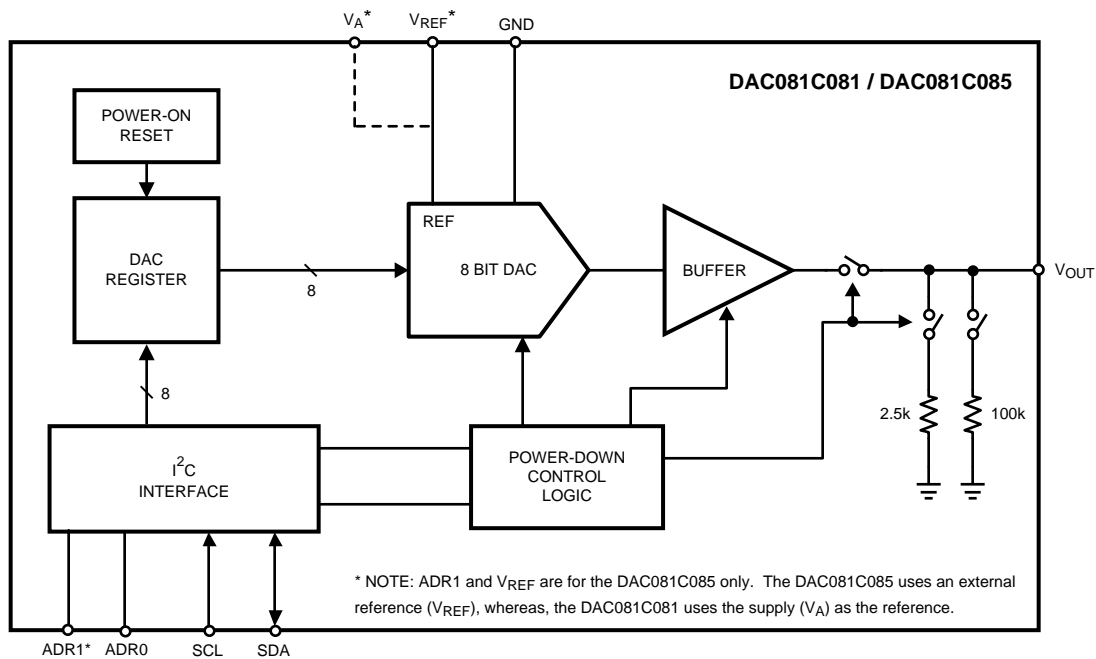 VA*
VREF*
GND
DAC081C081 / DAC081C085
POWER-ON
RESET
REF
DAC
REGISTER
8
8 BIT DAC
BUFFER
VOUT
8
2.5k
100k
I2C
INTERFACE
POWER-DOWN
CONTROL
LOGIC
* NOTE: ADR1 and VREF are for the DAC081C085 only. The DAC081C085 uses an external
reference (VREF), whereas, the DAC081C081 uses the supply (VA) as the reference.
ADR1*
ADR0
SCL
SDA